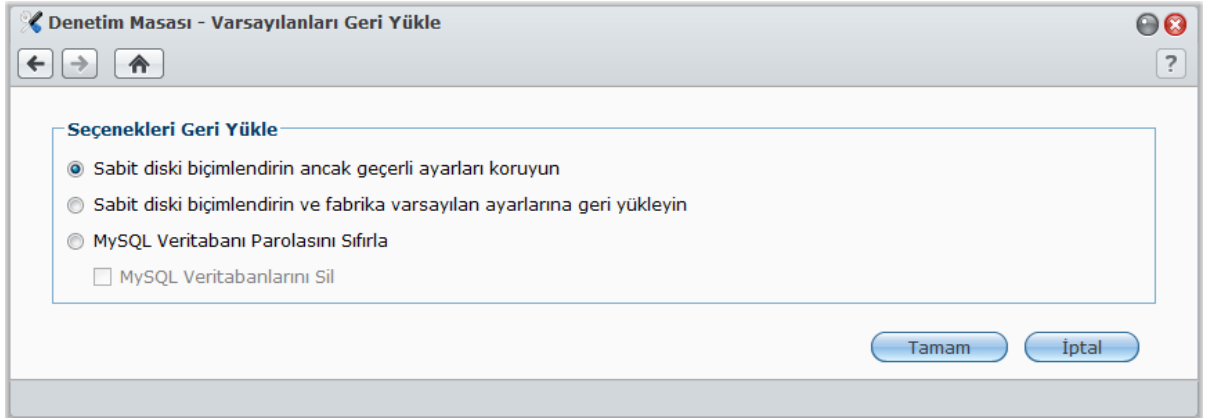 Denetim Masası - Varsayılanları Geri Yükle
?
Seçenekleri Geri Yükle
Sabit diski biçimlendirin ancak geçerli ayarları koruyun
Sabit diski biçimlendirin ve fabrika varsayılan ayarlarına geri yükleyin
MySQL Veritabanı Parolasını Sıfırla
MySQL Veritabanlarını Sil
Tamam İptal